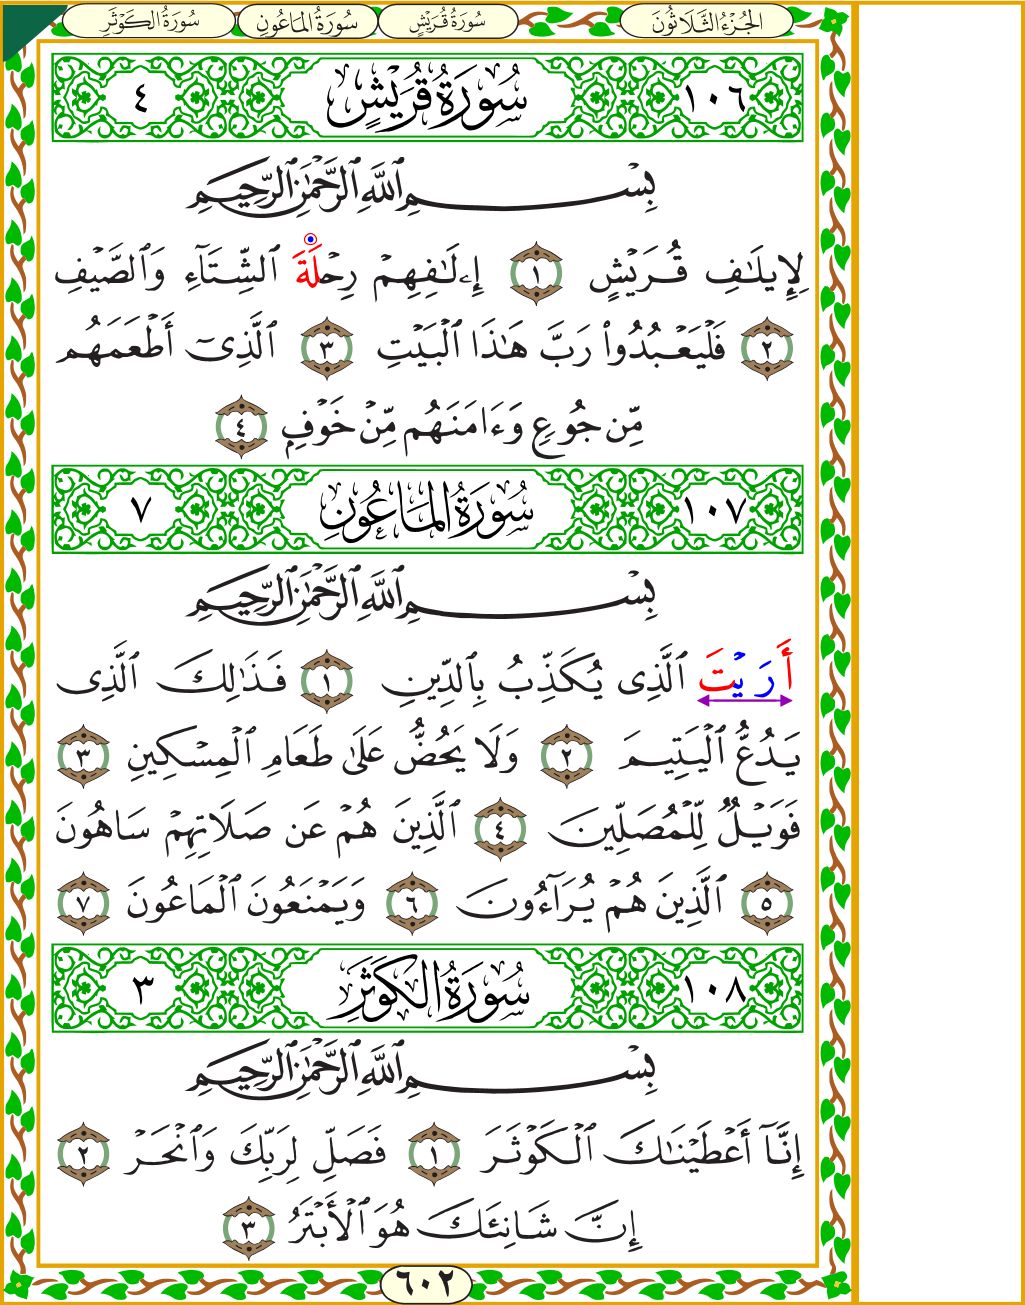 الجُزْءُ الثَّلَاثُونَ سُورَةُ قُرَيْشٍ سُورَةُ المَاعُونِ سُورَةُ الكَوْثَرِ
١٠٦ سُورَةُ قُرَيْشٍ ٤
بِسْمِ ٱللَّهِ ٱلرَّحْمَٰنِ ٱلرَّحِيمِ
لِإِيلَٰفِ قُرَيْشٍ ١ إِۦلَٰفِهِمْ رِحْلَةَ ٱلشِّتَآءِ وَٱلصَّيْفِ
٢ فَلْيَعْبُدُوا۟ رَبَّ هَٰذَا ٱلْبَيْتِ ٣ ٱلَّذِىٓ أَطْعَمَهُم
مِّن جُوعٍ وَءَامَنَهُم مِّنْ خَوْفٍ ٤
١٠٧ سُورَةُ المَاعُونِ ٧
بِسْمِ ٱللَّهِ ٱلرَّحْمَٰنِ ٱلرَّحِيمِ
أَرَيْتَ ٱلَّذِى يُكَذِّبُ بِٱلدِّينِ ١ فَذَٰلِكَ ٱلَّذِى
يَدُعُّ ٱلْيَتِيمَ ٢ وَلَا يَحُضُّ عَلَىٰ طَعَامِ ٱلْمِسْكِينِ ٣
فَوَيْلٌ لِّلْمُصَلِّينَ ٤ ٱلَّذِينَ هُمْ عَن صَلَاتِهِمْ سَاهُونَ
٥ ٱلَّذِينَ هُمْ يُرَآءُونَ ٦ وَيَمْنَعُونَ ٱلْمَاعُونَ ٧
١٠٨ سُورَةُ الكَوْثَرِ ٣
بِسْمِ ٱللَّهِ ٱلرَّحْمَٰنِ ٱلرَّحِيمِ
إِنَّآ أَعْطَيْنَٰكَ ٱلْكَوْثَرَ ١ فَصَلِّ لِرَبِّكَ وَٱنْحَرْ ٢
إِنَّ شَانِئَكَ هُوَ ٱلْأَبْتَرُ ٣
٦٠٢